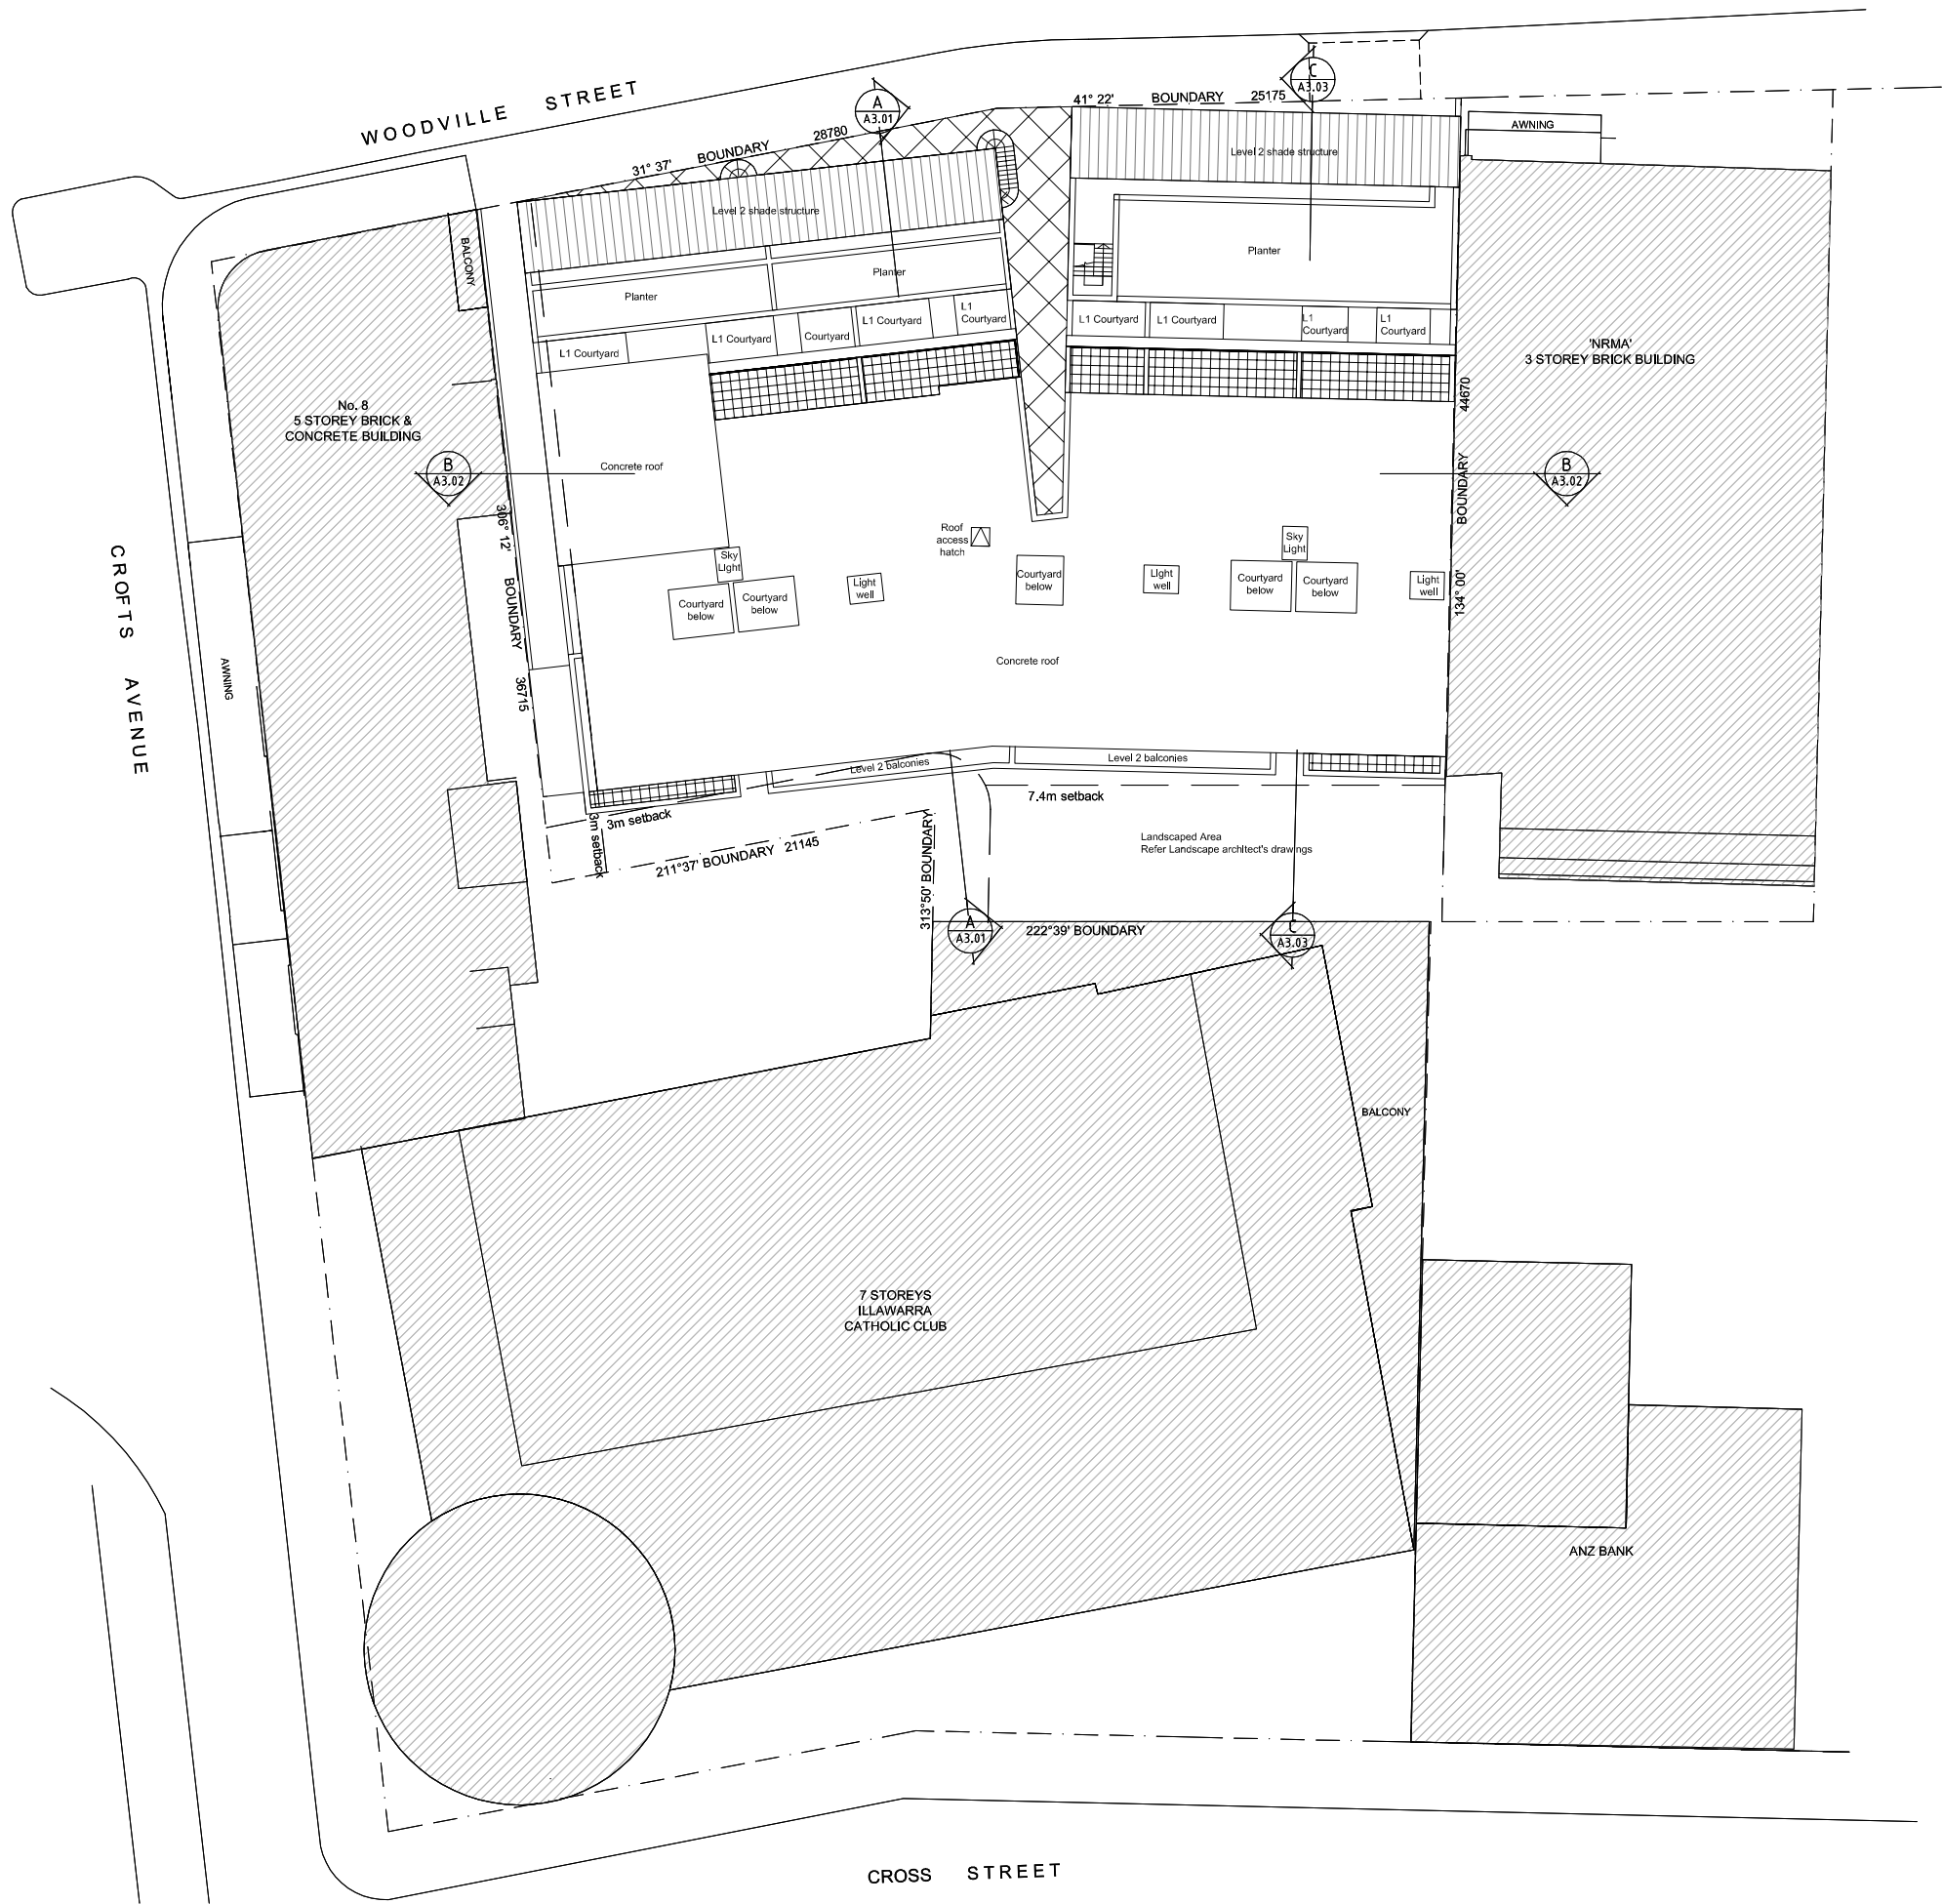 WOODVILLE STREET
31° 37' BOUNDARY 28780
A
A3.01
41° 22' BOUNDARY 25175
C
A3.03
AWNING
Level 2 shade structure
Level 2 shade structure
BALCONY
Planter
Planter
Planter
L1 Courtyard
L1 Courtyard
Courtyard
L1 Courtyard
L1
Courtyard
L1 Courtyard
L1 Courtyard
L1
Courtyard
L1
Courtyard
'NRMA'
3 STOREY BRICK BUILDING
No. 8
5 STOREY BRICK &
CONCRETE BUILDING
B
A3.02
Concrete roof
B
A3.02
134° 00' BOUNDARY 44670
306° 12' BOUNDARY 36715
CROFTS AVENUE
AWNING
Roof
access
hatch
Sky
Light
Sky
Light
Courtyard
below
Courtyard
below
Light
well
Courtyard
below
Light
well
Courtyard
below
Courtyard
below
Light
well
Concrete roof
Level 2 balconies
Level 2 balconies
3m setback
3m setback
7.4m setback
211°37' BOUNDARY 21145
313°50' BOUNDARY
Landscaped Area
Refer Landscape architect's drawings
A
A3.01
222°39' BOUNDARY
C
A3.03
BALCONY
7 STOREYS
ILLAWARRA
CATHOLIC CLUB
ANZ BANK
CROSS STREET